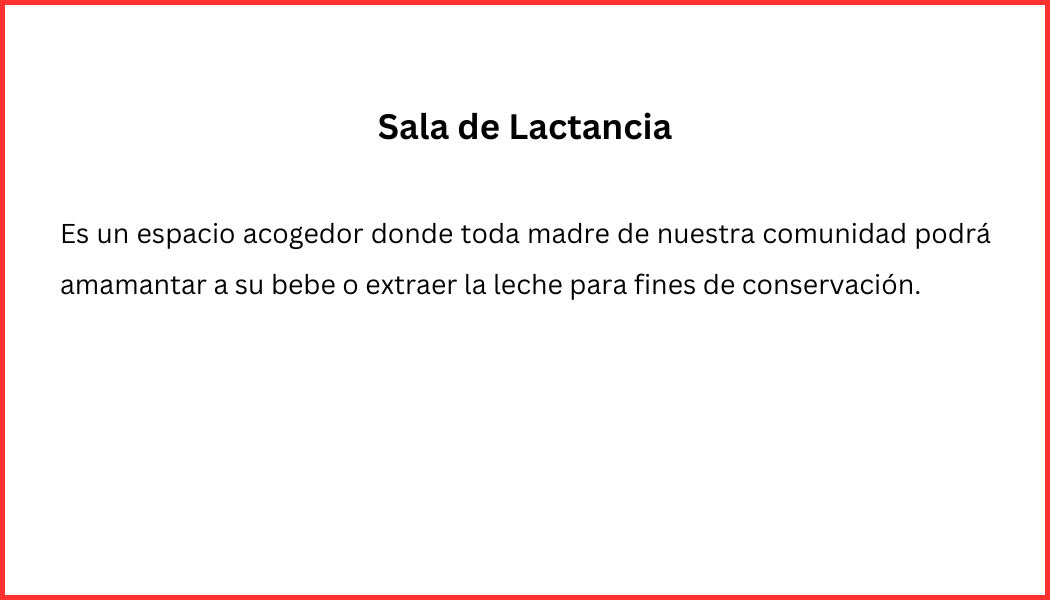 Sala de Lactancia
Es un espacio acogedor donde toda madre de nuestra comunidad podrá
amamantar a su bebe o extraer la leche para fines de conservación.